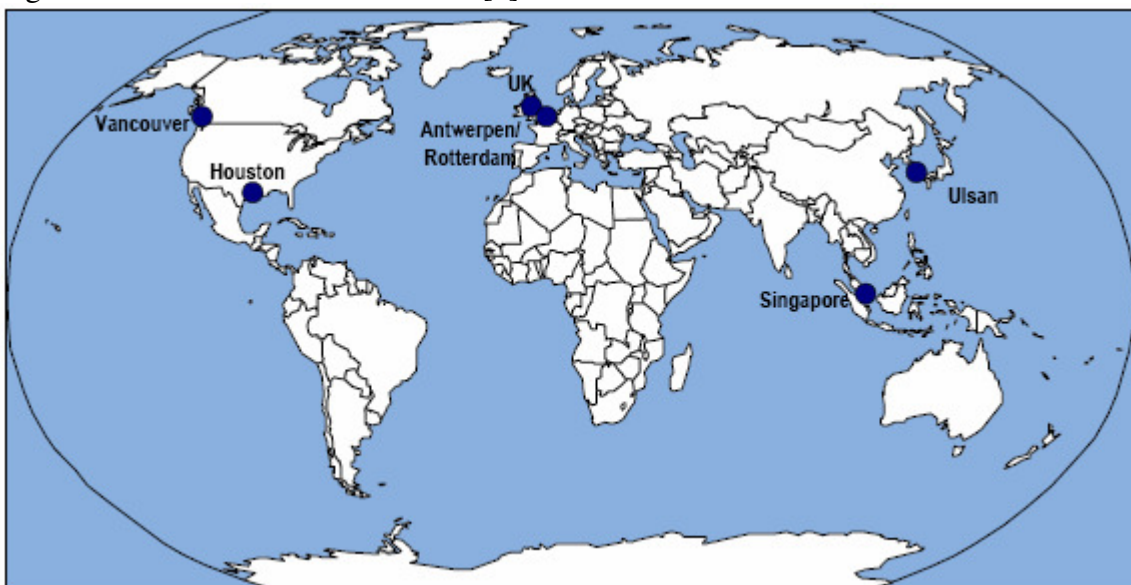 UK
Vancouver
Antwerpen/
Rotterdam
Houston
Ulsan
Singapore